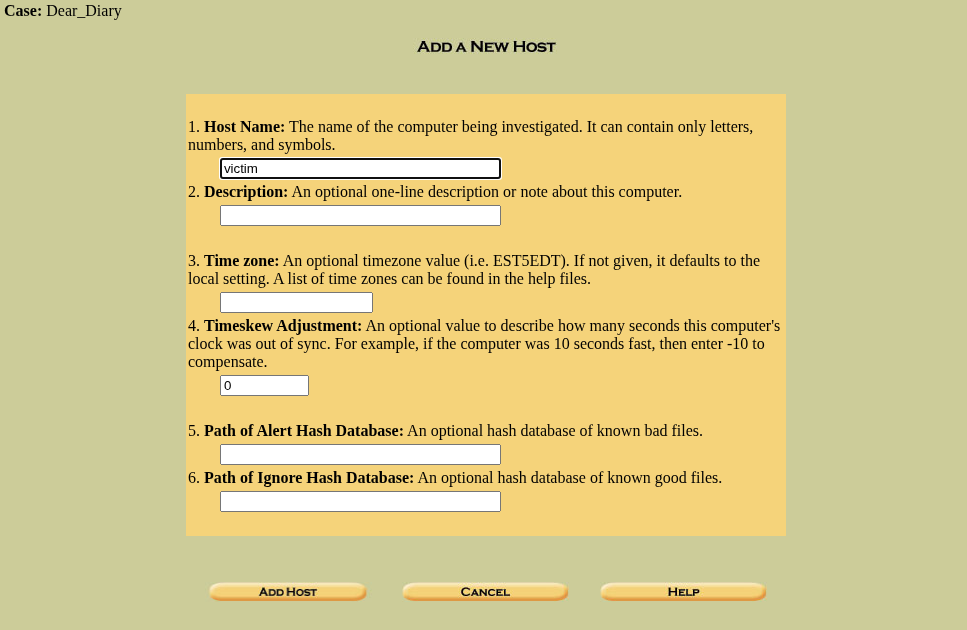 Case: Dear_Diary
ADD A NEW HOST
1. Host Name: The name of the computer being investigated. It can contain only letters,
numbers, and symbols.
victim
2. Description: An optional one-line description or note about this computer.
3. Time zone: An optional timezone value (i.e. EST5EDT). If not given, it defaults to the
local setting. A list of time zones can be found in the help files.
4. Timeskew Adjustment: An optional value to describe how many seconds this computer's
clock was out of sync. For example, if the computer was 10 seconds fast, then enter -10 to
compensate.
0
5. Path of Alert Hash Database: An optional hash database of known bad files.
6. Path of Ignore Hash Database: An optional hash database of known good files.
ADD HOST CANCEL HELP